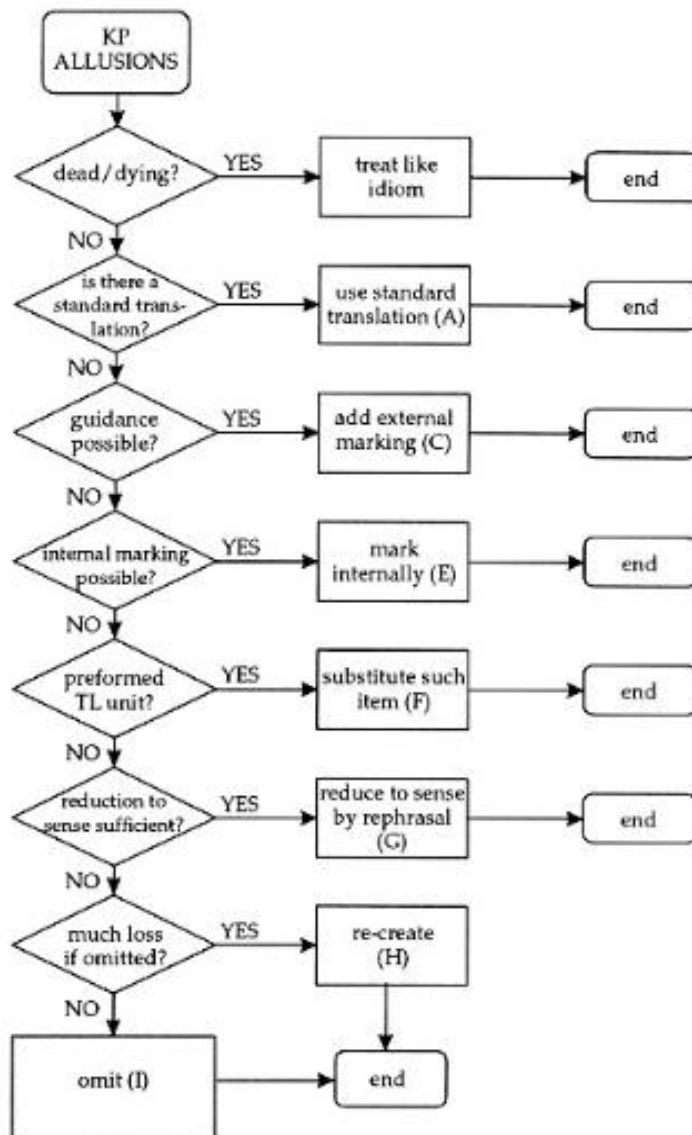 KP
ALLUSIONS
dead/dying?
YES
treat like
idiom
end
NO
is there a
standard trans-
lation?
YES
use standard
translation (A)
end
NO
guidance
possible?
YES
add external
marking (C)
end
NO
internal marking
possible?
YES
mark
internally (E)
end
NO
preformed
TL unit?
YES
substitute such
item (F)
end
NO
reduction to
sense sufficient?
YES
reduce to sense
by rephrasal
(G)
end
NO
much loss
if omitted?
YES
re-create
(H)
NO
omit (I)
end